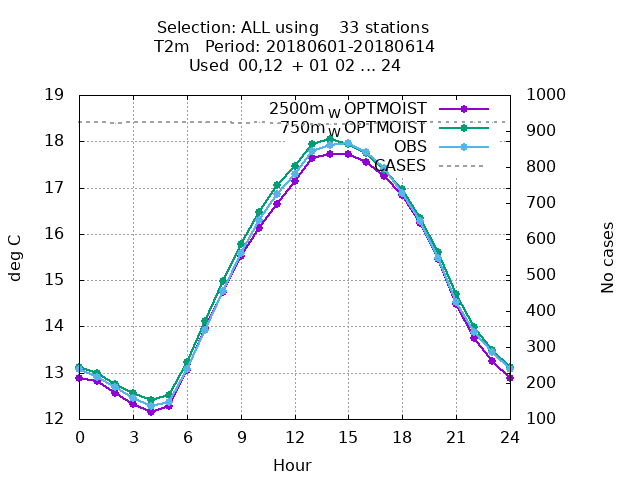 Selection: ALL using    33 stations
T2m   Period: 20180601-20180614
Used  00,12  + 01 02 ... 24
19 1000
2500m W OPTMOIST
750m W OPTMOIST
OBS
CASES
18 900
17 800
16 700
15 600
14 500
13 400
12 300
200
100
deg C
No cases
0 3 6 9 12 15 18 21 24
Hour